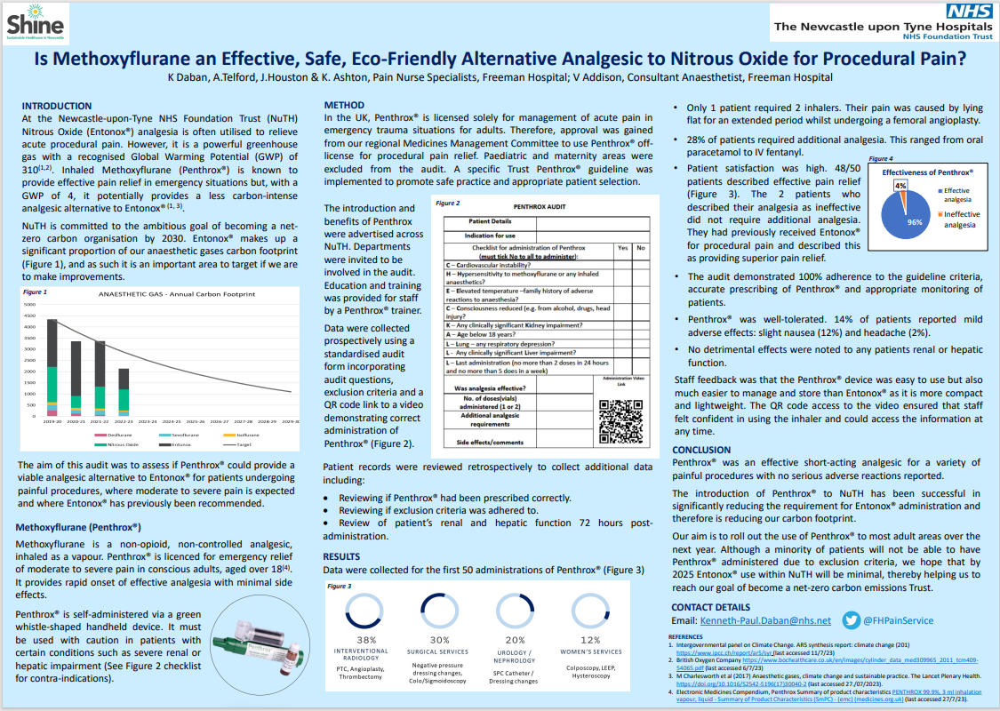 Shine
Sustainable Healthcare in Newcastle
NHS
The Newcastle upon Tyne Hospitals
NHS Foundation Trust
Is Methoxyflurane an Effective, Safe, Eco-Friendly Alternative Analgesic to Nitrous Oxide for Procedural Pain?
K Daban, A.Telford, J.Houston & K. Ashton, Pain Nurse Specialists, Freeman Hospital; V Addison, Consultant Anaesthetist, Freeman Hospital
INTRODUCTION
At the Newcastle-upon-Tyne NHS Foundation Trust (NuTH)
Nitrous Oxide (Entonox®) analgesia is often utilised to relieve
acute procedural pain. However, it is a powerful greenhouse
gas with a recognised Global Warming Potential (GWP) of
310(1,2). Inhaled Methoxyflurane (Penthrox®) is known to
provide effective pain relief in emergency situations but, with a
GWP of 4, it potentially provides a less carbon-intense
analgesic alternative to Entonox® (1, 3).
NuTH is committed to the ambitious goal of becoming a net-
zero carbon organisation by 2030. Entonox® makes up a
significant proportion of our anaesthetic gases carbon footprint
(Figure 1), and as such it is an important area to target if we are
to make improvements.
Figure 1
ANAESTHETIC GAS - Annual Carbon Footprint
5000
4500
4000
3500
3000
2500
2000
1500
1000
500
0
2019-20 2020-21 2021-22 2022-23 2023-24 2024-25 2025-26 2026-27 2027-28 2028-29 2029-30
Desflurane Sevoflurane Isoflurane
Nitrous Oxide Entonox Target
The aim of this audit was to assess if Penthrox® could provide a
viable analgesic alternative to Entonox® for patients undergoing
painful procedures, where moderate to severe pain is expected
and where Entonox® has previously been recommended.
Methoxyflurane (Penthrox®)
Methoxyflurane is a non-opioid, non-controlled analgesic,
inhaled as a vapour. Penthrox® is licenced for emergency relief
of moderate to severe pain in conscious adults, aged over 18(4).
It provides rapid onset of effective analgesia with minimal side
effects.
Penthrox® is self-administered via a green
whistle-shaped handheld device. It must
be used with caution in patients with
certain conditions such as severe renal or
hepatic impairment (See Figure 2 checklist
for contra-indications).
Penthrox
METHOD
In the UK, Penthrox® is licensed solely for management of acute pain in
emergency trauma situations for adults. Therefore, approval was gained
from our regional Medicines Management Committee to use Penthrox® off-
license for procedural pain relief. Paediatric and maternity areas were
excluded from the audit. A specific Trust Penthrox® guideline was
implemented to promote safe practice and appropriate patient selection.
The introduction and
benefits of Penthrox
were advertised across
NuTH. Departments
were invited to be
involved in the audit.
Education and training
was provided for staff
by a Penthrox® trainer.
Data were collected
prospectively using a
standardised audit
form incorporating
audit questions,
exclusion criteria and a
QR code link to a video
demonstrating correct
administration of
Penthrox® (Figure 2).
Figure 2
PENTHROX AUDIT
Patient Details
Indication for use
Checklist for administration of Penthrox
(must tick No to all to administer):
Yes No
C – Cardiovascular instability?
H – Hypersensitivity to methoxyflurane or any inhaled
anaesthetics?
E – Elevated temperature –family history of adverse
reactions to anaesthesia?
C – Consciousness reduced (e.g. from alcohol, drugs, head
injury?
K – Any clinically significant Kidney impairment?
A – Age below 18 years?
L – Lung – any respiratory depression?
L - Any clinically significant Liver impairment?
L – Last administration (no more than 2 doses in 24 hours
and no more than 5 does in a week)
Was analgesia effective?
Administration Video
Link
No. of doses(vials)
administered (1 or 2)
Additional analgesic
requirements
Side effects/comments
Patient records were reviewed retrospectively to collect additional data
including:
• Reviewing if Penthrox® had been prescribed correctly.
• Reviewing if exclusion criteria was adhered to.
• Review of patient's renal and hepatic function 72 hours post-
administration.
RESULTS
Data were collected for the first 50 administrations of Penthrox® (Figure 3)
Figure 3
38% 30% 20% 12%
INTERVENTIONAL
RADIOLOGY
SURGICAL SERVICES
UROLOGY /
NEPHROLOGY
WOMEN'S SERVICES
PTC, Angioplasty,
Thrombectomy
Negative pressure
dressing changes,
Colo/Sigmoidoscopy
SPC Catheter /
Dressing changes
Colposcopy, LEEP,
Hysteroscopy
• Only 1 patient required 2 inhalers. Their pain was caused by lying
flat for an extended period whilst undergoing a femoral angioplasty.
• 28% of patients required additional analgesia. This ranged from oral
paracetamol to IV fentanyl.
• Patient satisfaction was high. 48/50
patients described effective pain relief
(Figure 3). The 2 patients who
described their analgesia as ineffective
did not require additional analgesia.
They had previously received Entonox®
for procedural pain and described this
as providing superior pain relief.
Figure 4
Effectiveness of Penthrox®
4%
96%
Effective
analgesia
Ineffective
analgesia
• The audit demonstrated 100% adherence to the guideline criteria,
accurate prescribing of Penthrox® and appropriate monitoring of
patients.
• Penthrox® was well-tolerated. 14% of patients reported mild
adverse effects: slight nausea (12%) and headache (2%).
• No detrimental effects were noted to any patients renal or hepatic
function.
Staff feedback was that the Penthrox® device was easy to use but also
much easier to manage and store than Entonox® as it is more compact
and lightweight. The QR code access to the video ensured that staff
felt confident in using the inhaler and could access the information at
any time.
CONCLUSION
Penthrox® was an effective short-acting analgesic for a variety of
painful procedures with no serious adverse reactions reported.
The introduction of Penthrox® to NuTH has been successful in
significantly reducing the requirement for Entonox® administration and
therefore is reducing our carbon footprint.
Our aim is to roll out the use of Penthrox® to most adult areas over the
next year. Although a minority of patients will not be able to have
Penthrox® administered due to exclusion criteria, we hope that by
2025 Entonox® use within NuTH will be minimal, thereby helping us to
reach our goal of become a net-zero carbon emissions Trust.
CONTACT DETAILS
Email: Kenneth-Paul.Daban@nhs.net @FHPainService
REFERENCES
1. Intergovernmental panel on Climate Change. AR5 synthesis report: climate change (201)
https://www.ipcc.ch/report/ar5/syr (last accessed 11/7/23)
2. British Oxygen Company https://www.bochealthcare.co.uk/en/images/cylinder_data_med309965_2011_tcm409-
54065.pdf (last accessed 6/7/23)
3. M Charlesworth et al (2017) Anaesthetic gases, climate change and sustainable practice. The Lancet Plenary Health.
https://doi.org/10.1016/S2542-5196(17)30040-2 (last accessed 27./07/2023).
4. Electronic Medicines Compendium, Penthrox Summary of product characteristics PENTHROX 99.9%, 3 ml inhalation
vapour, liquid - Summary of Product Characteristics (SmPC) - (emc) (medicines.org.uk) (last accessed 27/7/23).